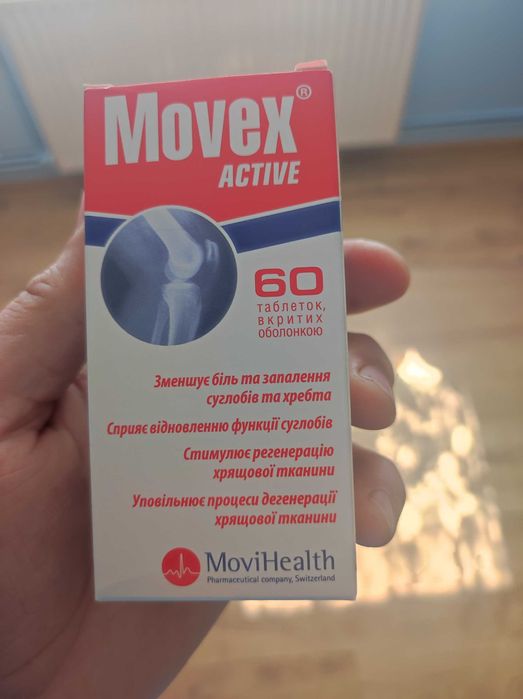 Movex®
ACTIVE
60
таблеток,
вкритих
оболонкою
Зменшує біль та запалення
суглобів та хребта
Сприяє відновленню функції суглобів
Стимулює регенерацію
хрящової тканини
Уповільнює процеси дегенерації
хрящової тканини
MoviHealth
Pharmaceutical company, Switzerland